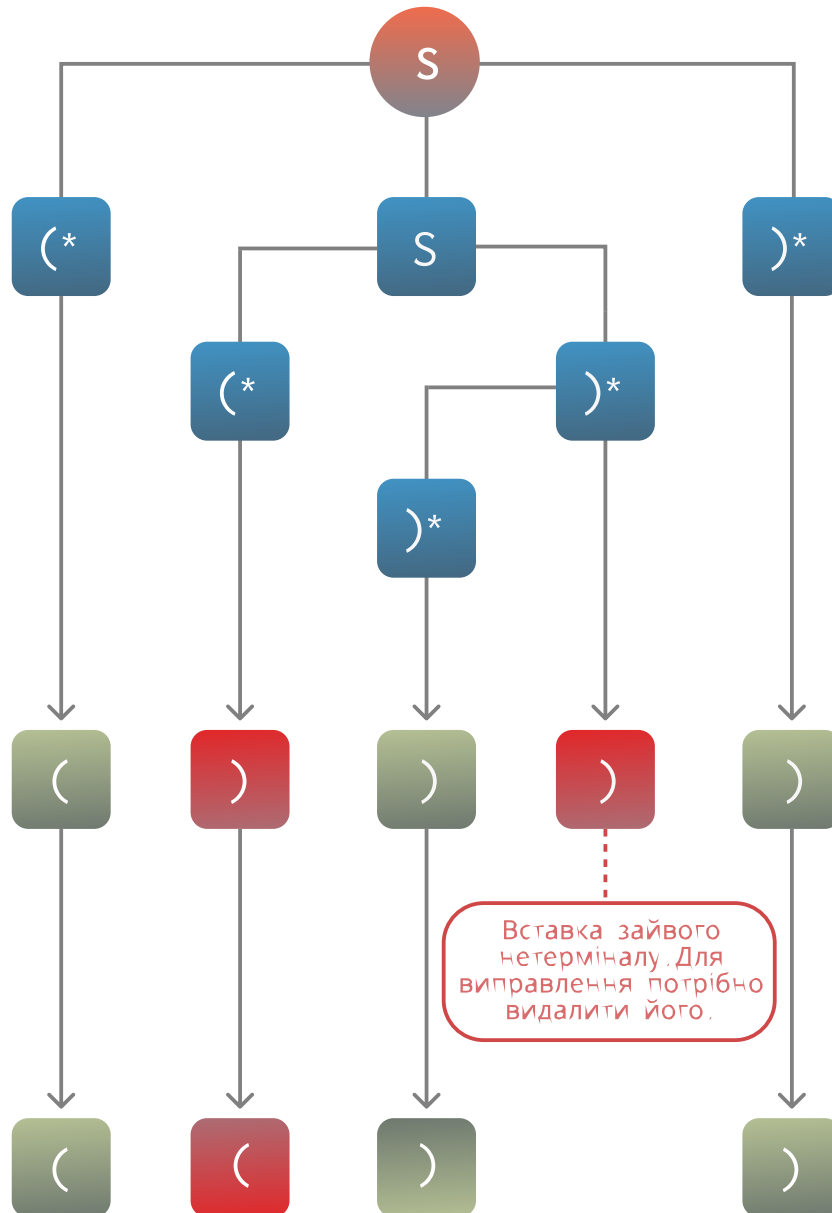 S
(* S )*
(* )*
)*
( ) ) ) )
Вставка зайвого
нетерміналу. Для
виправлення потрібно
видалити його.
( ( ) )